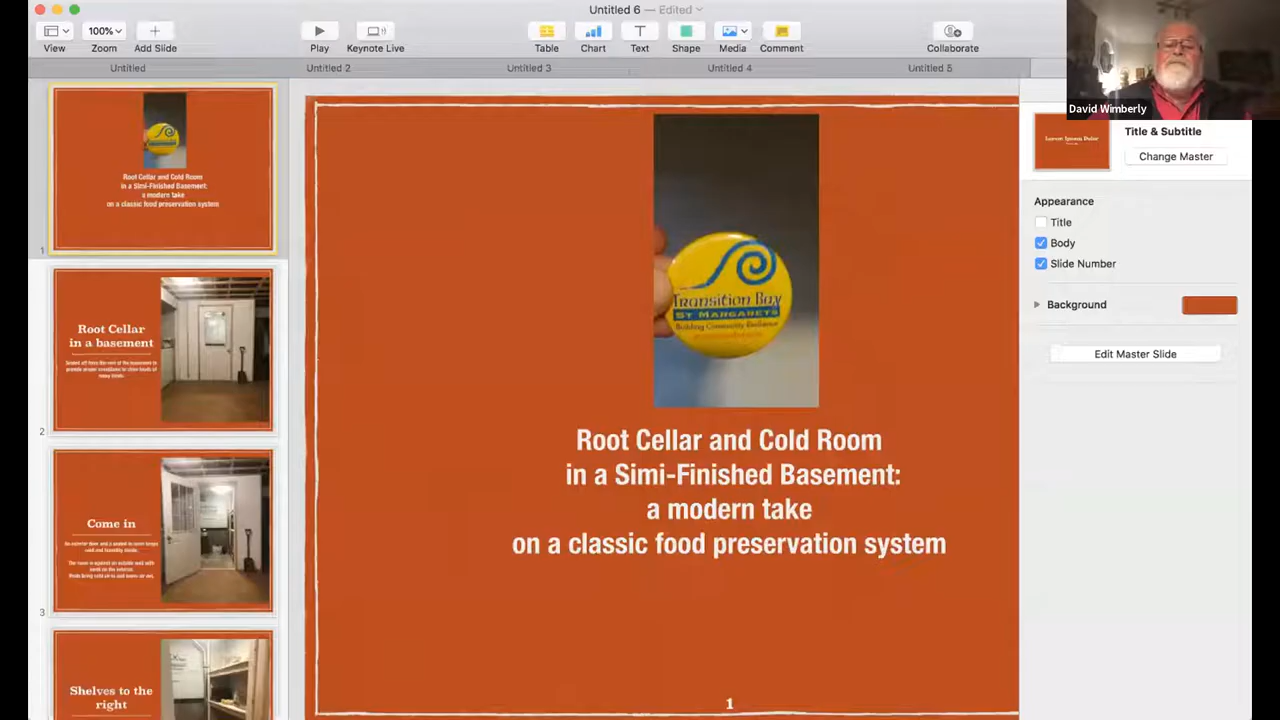 Untitled 6 — Edited
View
100%
Zoom
Add Slide
Play
Keynote Live
Table
Chart
Text
Shape
Media
Comment
Collaborate
Untitled
Untitled 2
Untitled 3
Untitled 4
Untitled 5
David Wimberly
Root Cellar and Cold Room
in a Simi-Finished Basement:
a modern take
on a classic food preservation system
1
Root Cellar
in a basement
2
Come in
3
Shelves to the
right
Transition Bay
St Margarets
Building Community Resilience
Root Cellar and Cold Room
in a Simi-Finished Basement:
a modern take
on a classic food preservation system
1
Title & Subtitle
Change Master
Appearance
Title
Body
Slide Number
Background
Edit Master Slide